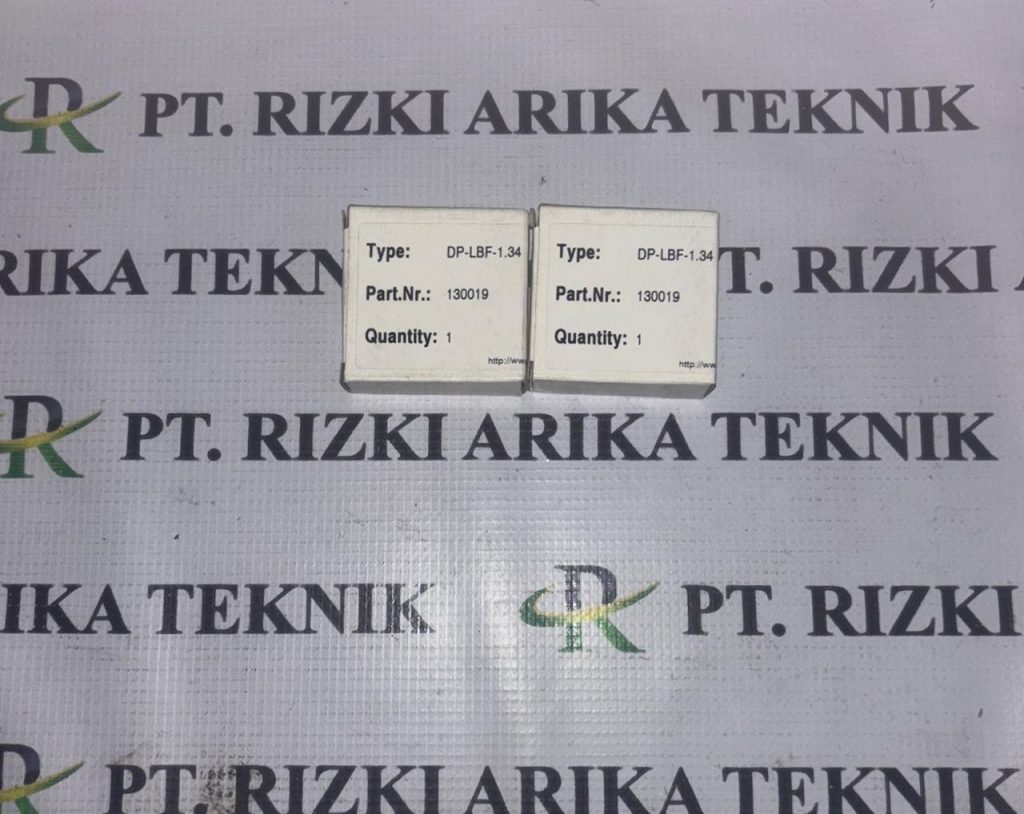 PT. RIZKI ARIKA TEKNIK
RIKA TEKN
T. RIZKI
Type: DP-LBF-1.34
Part.Nr.: 130019
Quantity: 1
http://ww
Type: DP-LBF-1.34
Part.Nr.: 130019
Quantity: 1
http://ww
PT. RIZKI ARIKA TEKNIK
IKA TEKNIK
R PT. RIZKI
PT. RIZKI ARIKA TEKNIK